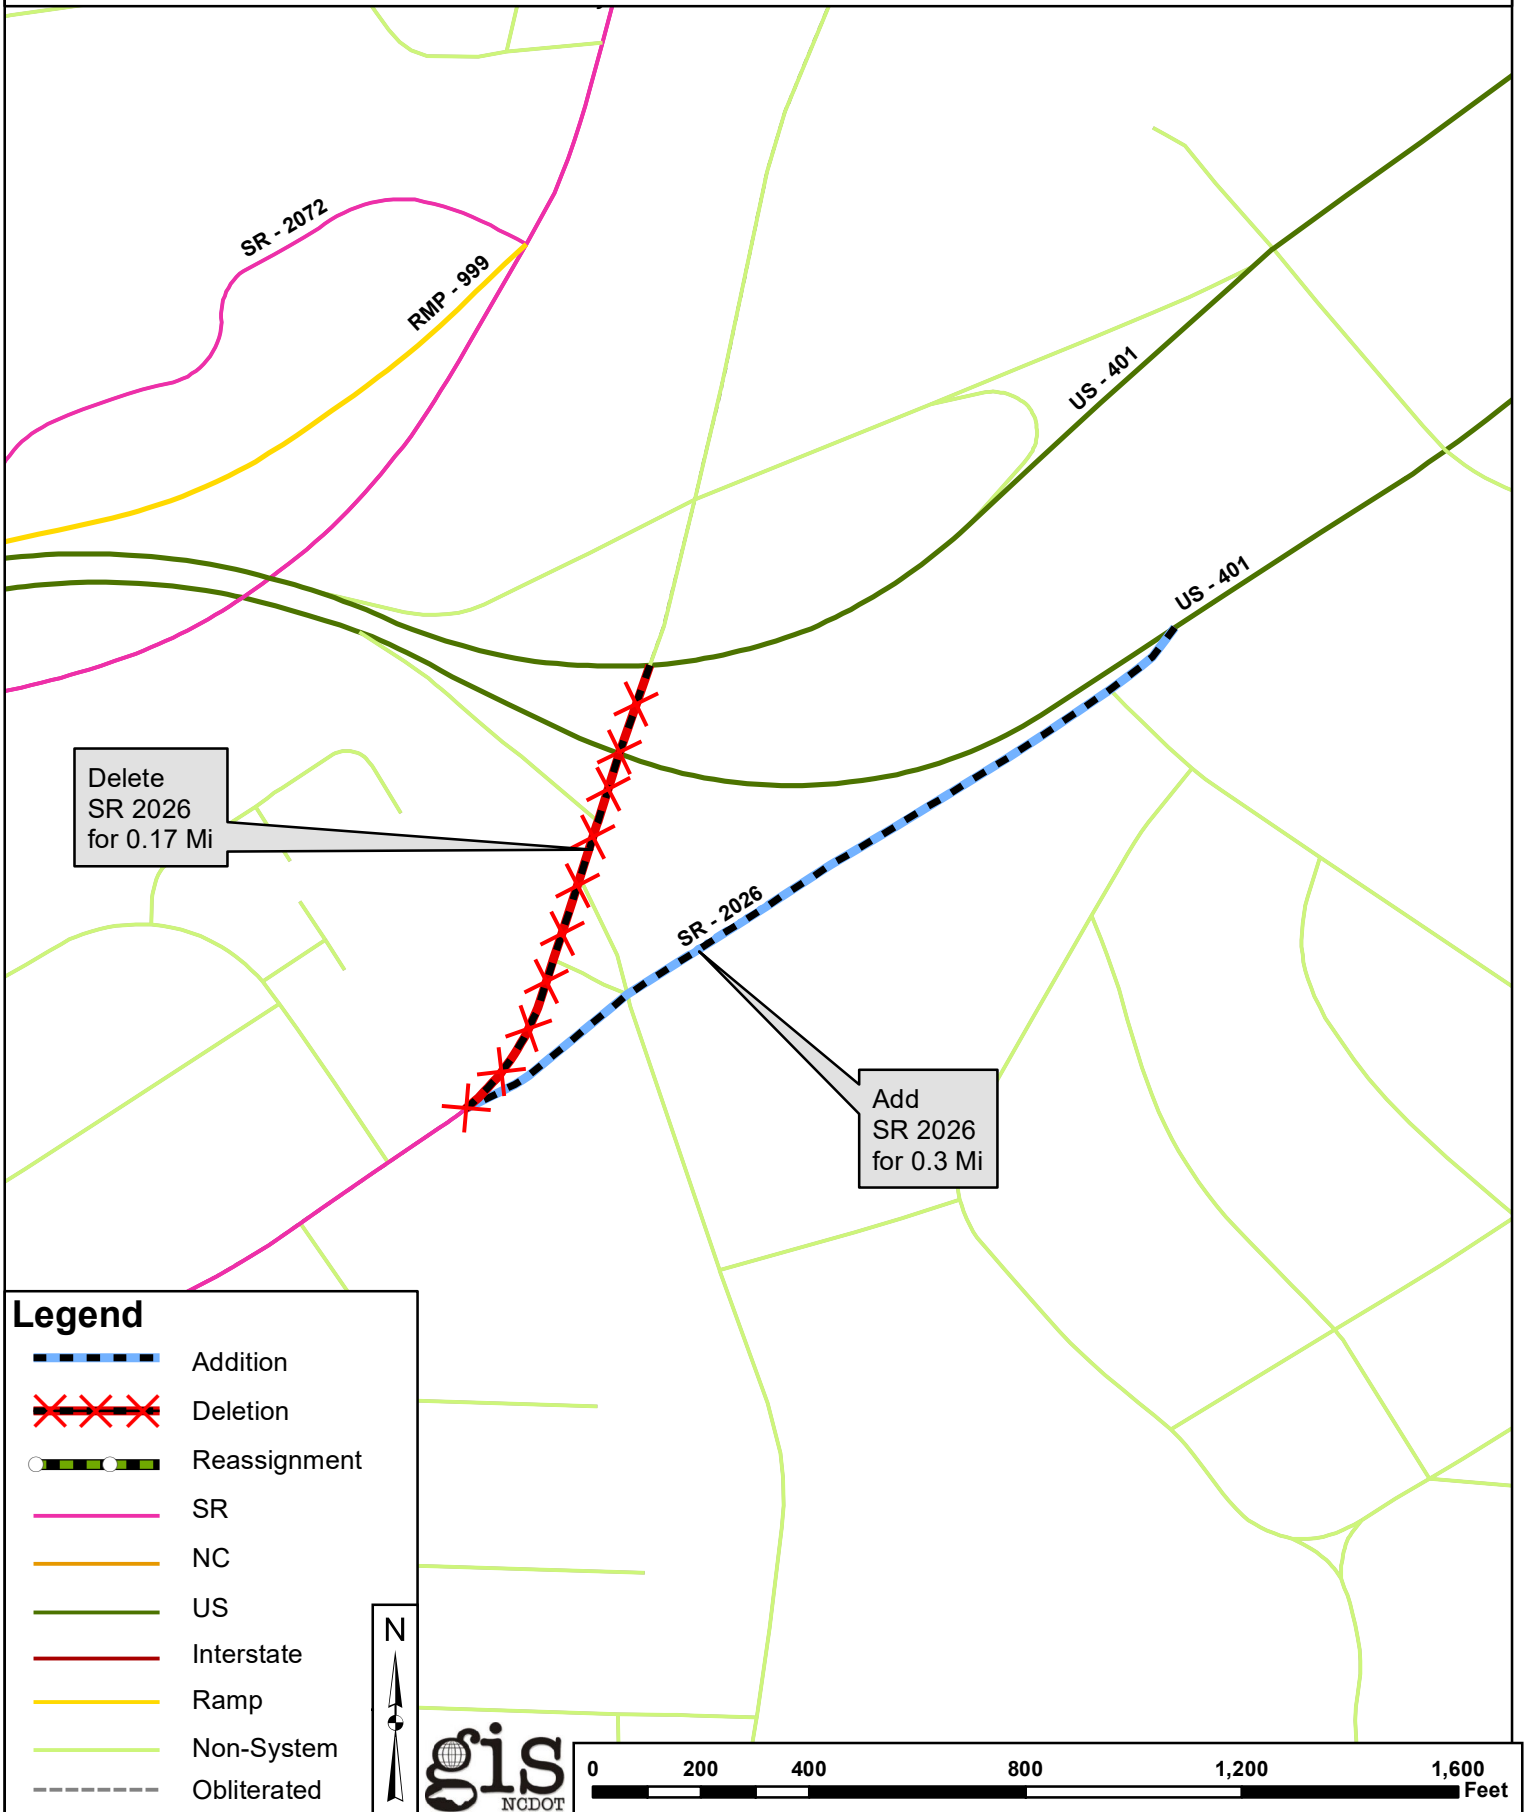 SR - 2072
RMP - 999
US - 401
US - 401
Delete
SR 2026
for 0.17 Mi
SR - 2026
Add
SR 2026
for 0.3 Mi
Legend
Addition
Deletion
Reassignment
SR
NC
US
Interstate
Ramp
Non-System
Obliterated
N
gis
NCDOT
0 200 400 800 1,200 1,600
Feet